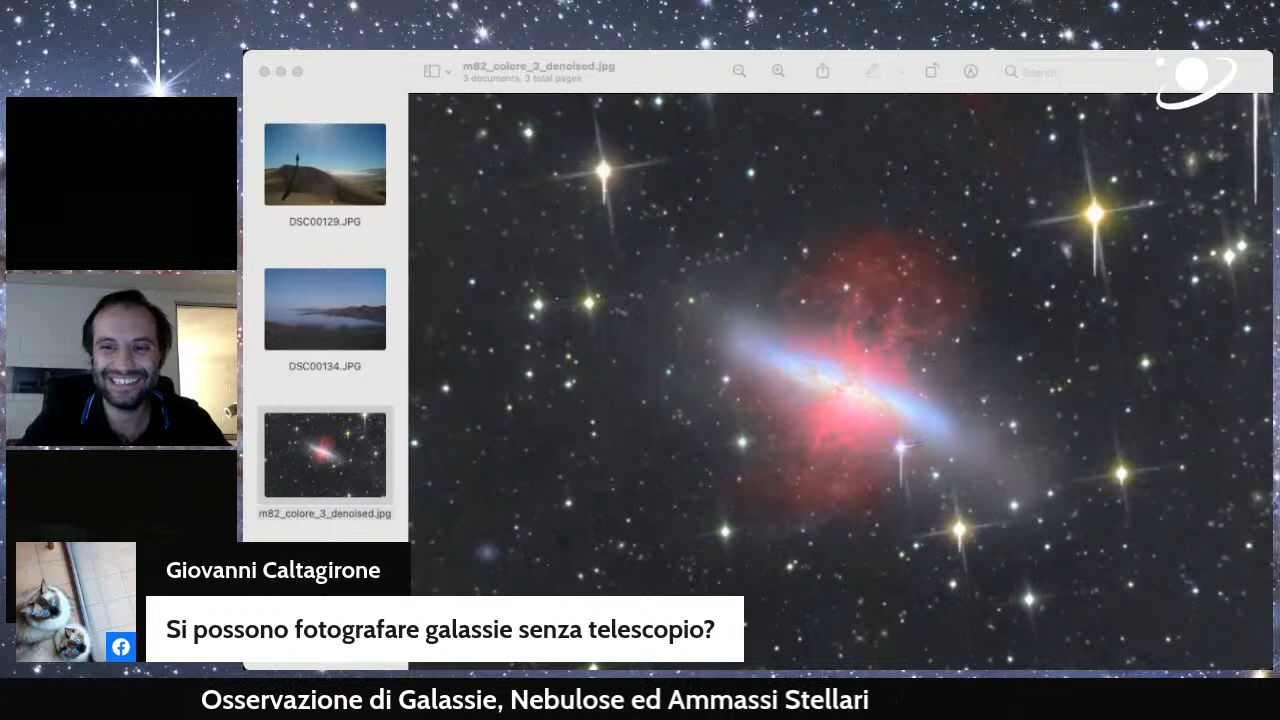 m82_colore_3_denoised.jpg
3 documents, 3 total pages
Search
DSC00129.JPG
DSC00134.JPG
m82_colore_3_denoised.jpg
Giovanni Caltagirone
Si possono fotografare galassie senza telescopio?
Osservazione di Galassie, Nebulose ed Ammassi Stellari